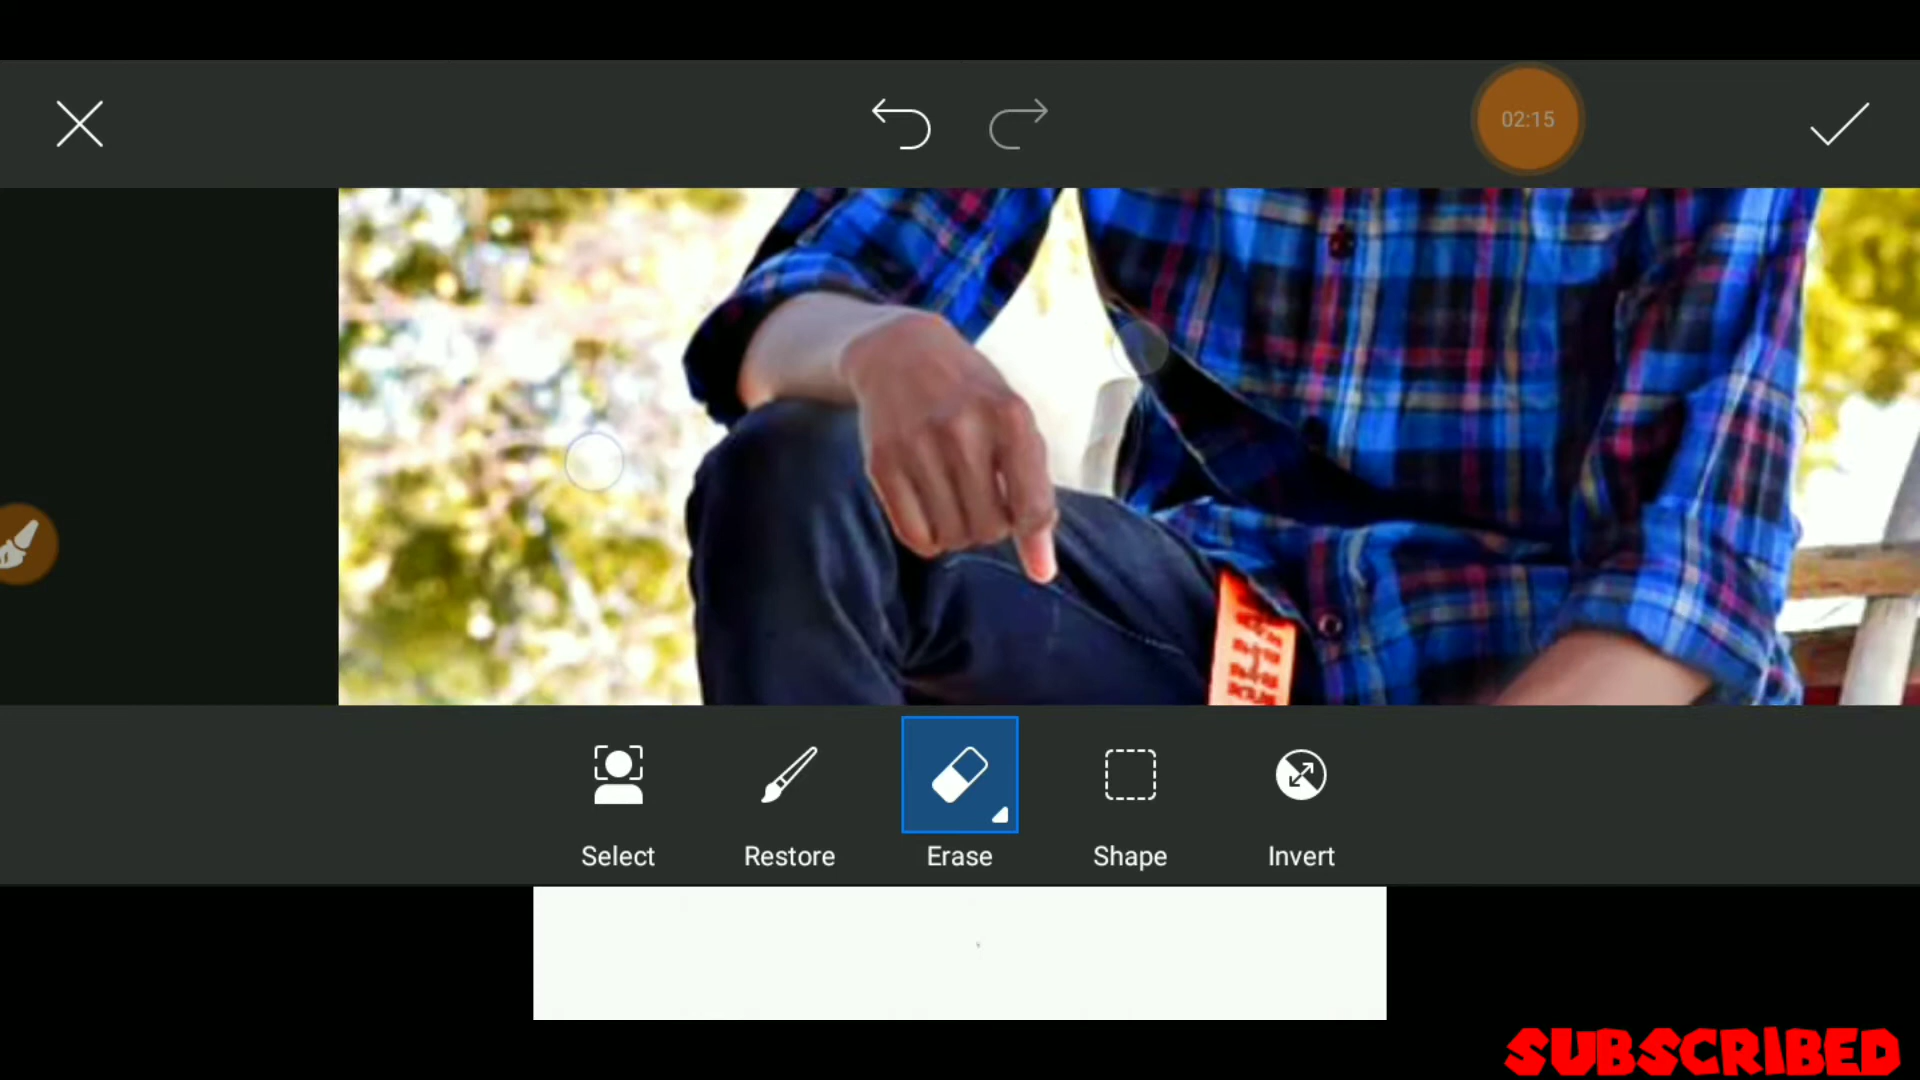 02:15
Select
Restore
Erase
Shape
Invert
SUBSCRIBED